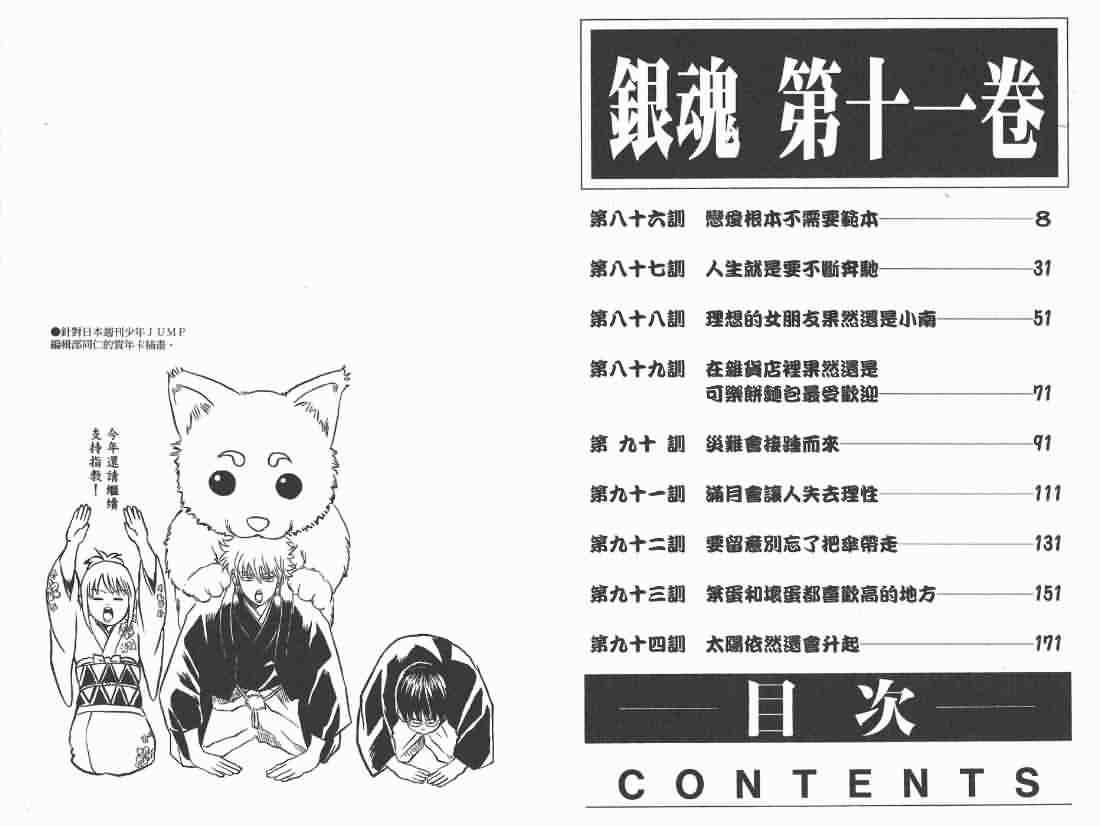 銀魂 第十一卷
第八十六訓 戀愛根本不需要範本 8
第八十七訓 人生就是要不斷奔馳 31
第八十八訓 理想的女朋友果然還是小南 51
第八十九訓 在雜貨店裡果然還是
可樂餅麵包最受歡迎 71
第 九十 訓 災難會接踵而來 91
第九十一訓 滿月會讓人失去理性 111
第九十二訓 要留意別忘了把傘帶走 131
第九十三訓 笨蛋和壞蛋都喜歡高的地方 151
第九十四訓 太陽依然還會升起 171
目次
CONTENTS
●針對日本週刊少年JUMP
編輯部同仁的賀年卡插畫。
今年還請繼續
支持指教！